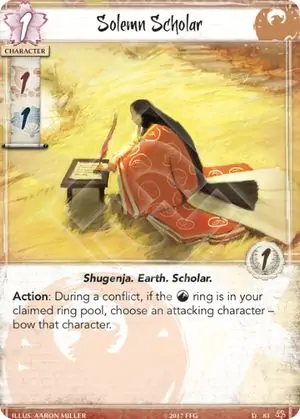 Solemn Scholar
1
CHARACTER
1
1
1
Shugenja. Earth. Scholar.
Action: During a conflict, if the ring is in your
claimed ring pool, choose an attacking character –
bow that character.
ILLUS. AARON MILLER
©2017 FFG
D 83